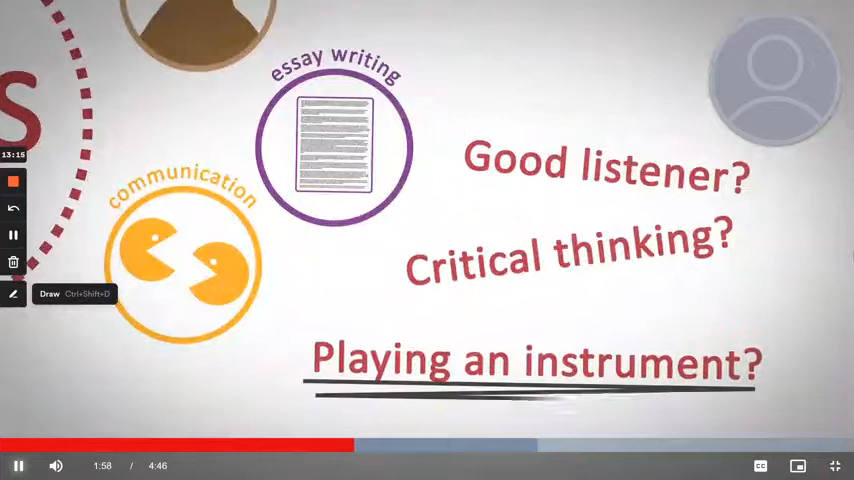 essay writing
S
Good listener?
13:15
communication
Critical thinking?
Draw Ctrl+Shift+D
Playing an instrument?
1:58 / 4:46
CC